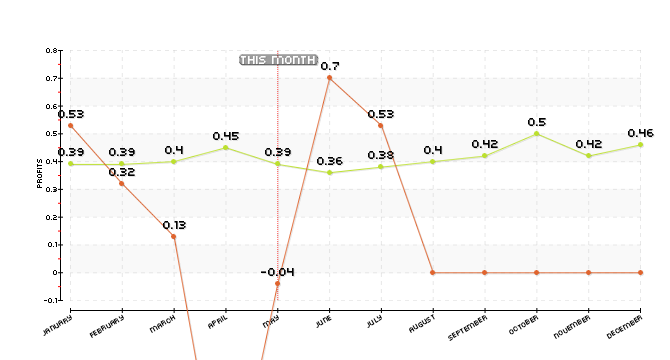 0.8
THIS MONTH
0.7
0.7
0.6
0.53
0.53
0.5
0.5
0.45
0.46
0.4
0.39
0.39
0.4
0.39
0.36
0.38
0.4
0.42
0.42
0.32
0.3
0.2
0.13
0.1
0
-0.04
-0.1
PROFITS
JANUARY
FEBRUARY
MARCH
APRIL
MAY
JUNE
JULY
AUGUST
SEPTEMBER
OCTOBER
NOVEMBER
DECEMBER